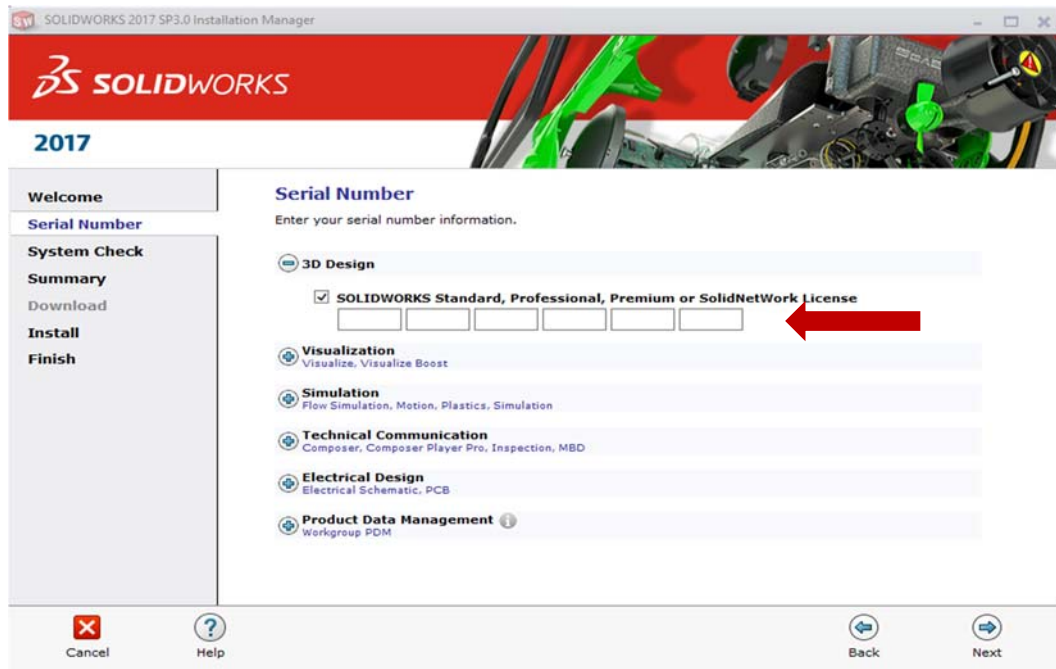 SOLIDWORKS 2017 SP3.0 Installation Manager
SOLIDWORKS
2017
Welcome
Serial Number
System Check
Summary
Download
Install
Finish
Serial Number
Enter your serial number information.
3D Design
SOLIDWORKS Standard, Professional, Premium or SolidNetWork License
Visualization
Visualize, Visualize Boost
Simulation
Flow Simulation, Motion, Plastics, Simulation
Technical Communication
Composer, Composer Player Pro, Inspection, MBD
Electrical Design
Electrical Schematic, PCB
Product Data Management
Workgroup PDM
Cancel
Help
Back
Next